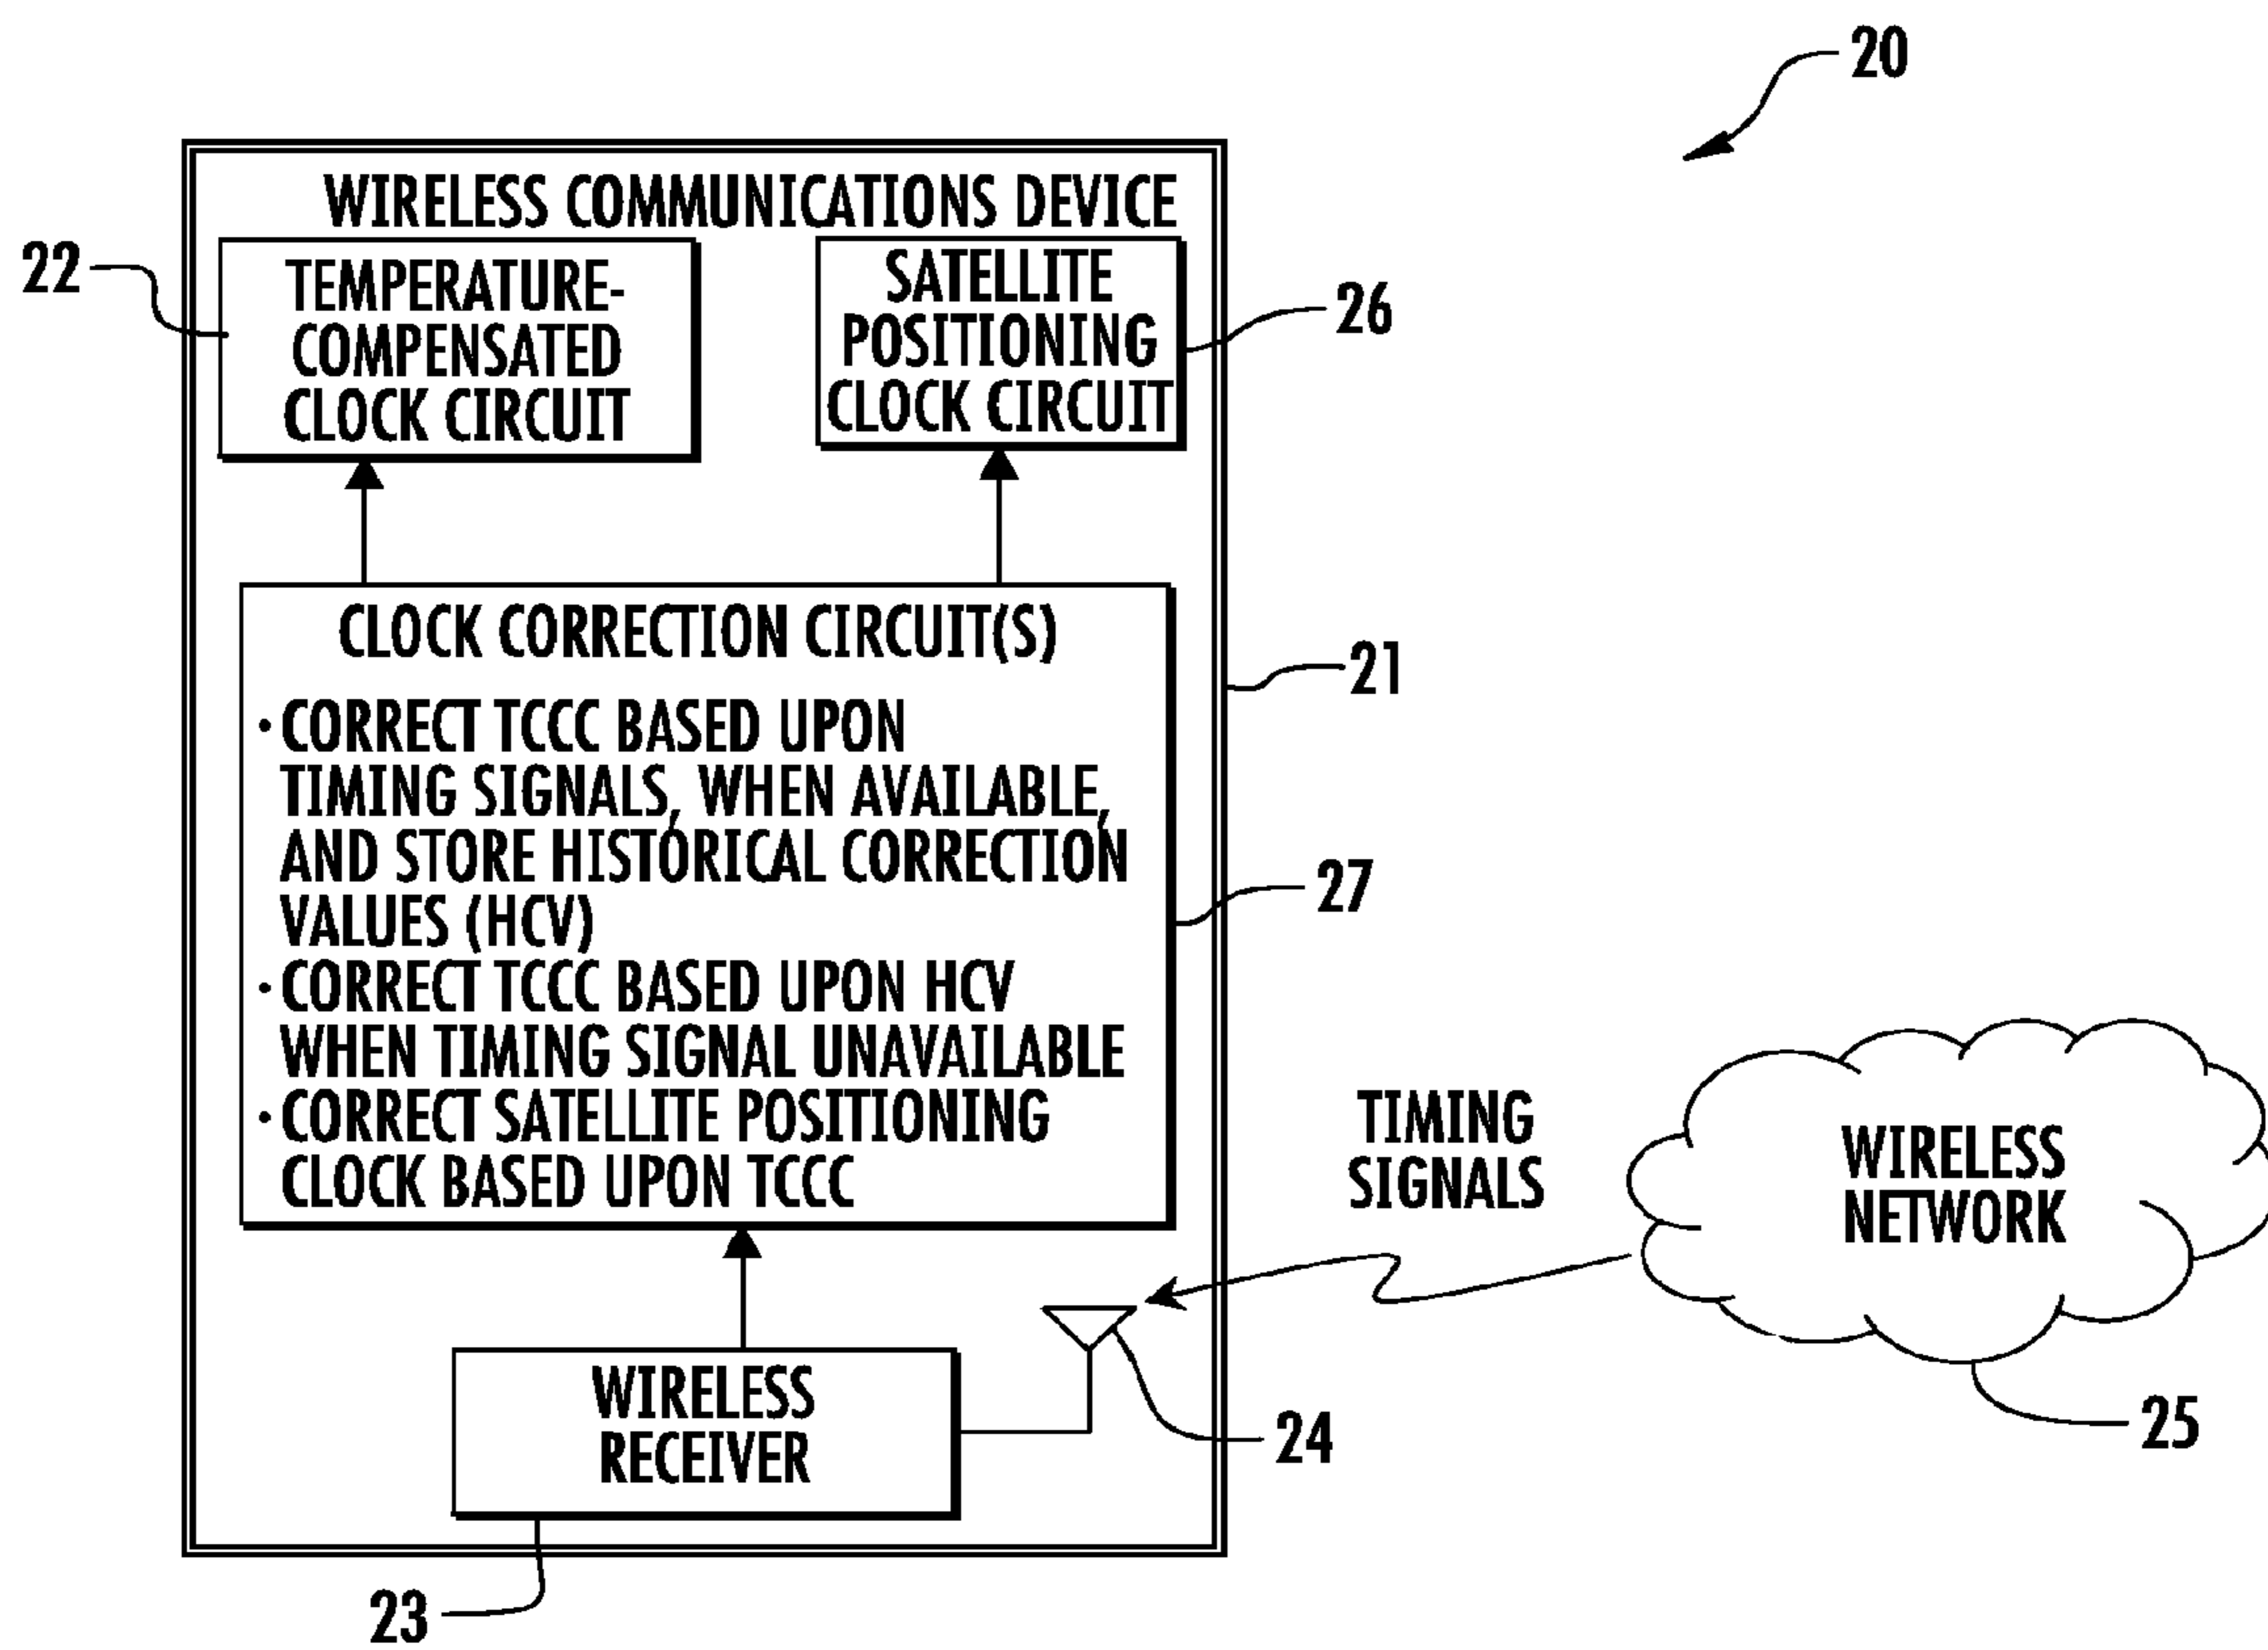 20
WIRELESS COMMUNICATIONS DEVICE
22
TEMPERATURE-
COMPENSATED
CLOCK CIRCUIT
SATELLITE
POSITIONING
CLOCK CIRCUIT
26
CLOCK CORRECTION CIRCUIT(S)
• CORRECT TCCC BASED UPON
TIMING SIGNALS, WHEN AVAILABLE,
AND STORE HISTORICAL CORRECTION
VALUES (HCV)
• CORRECT TCCC BASED UPON HCV
WHEN TIMING SIGNAL UNAVAILABLE
• CORRECT SATELLITE POSITIONING
CLOCK BASED UPON TCCC
21
27
TIMING
SIGNALS
WIRELESS
NETWORK
WIRELESS
RECEIVER
24
25
23